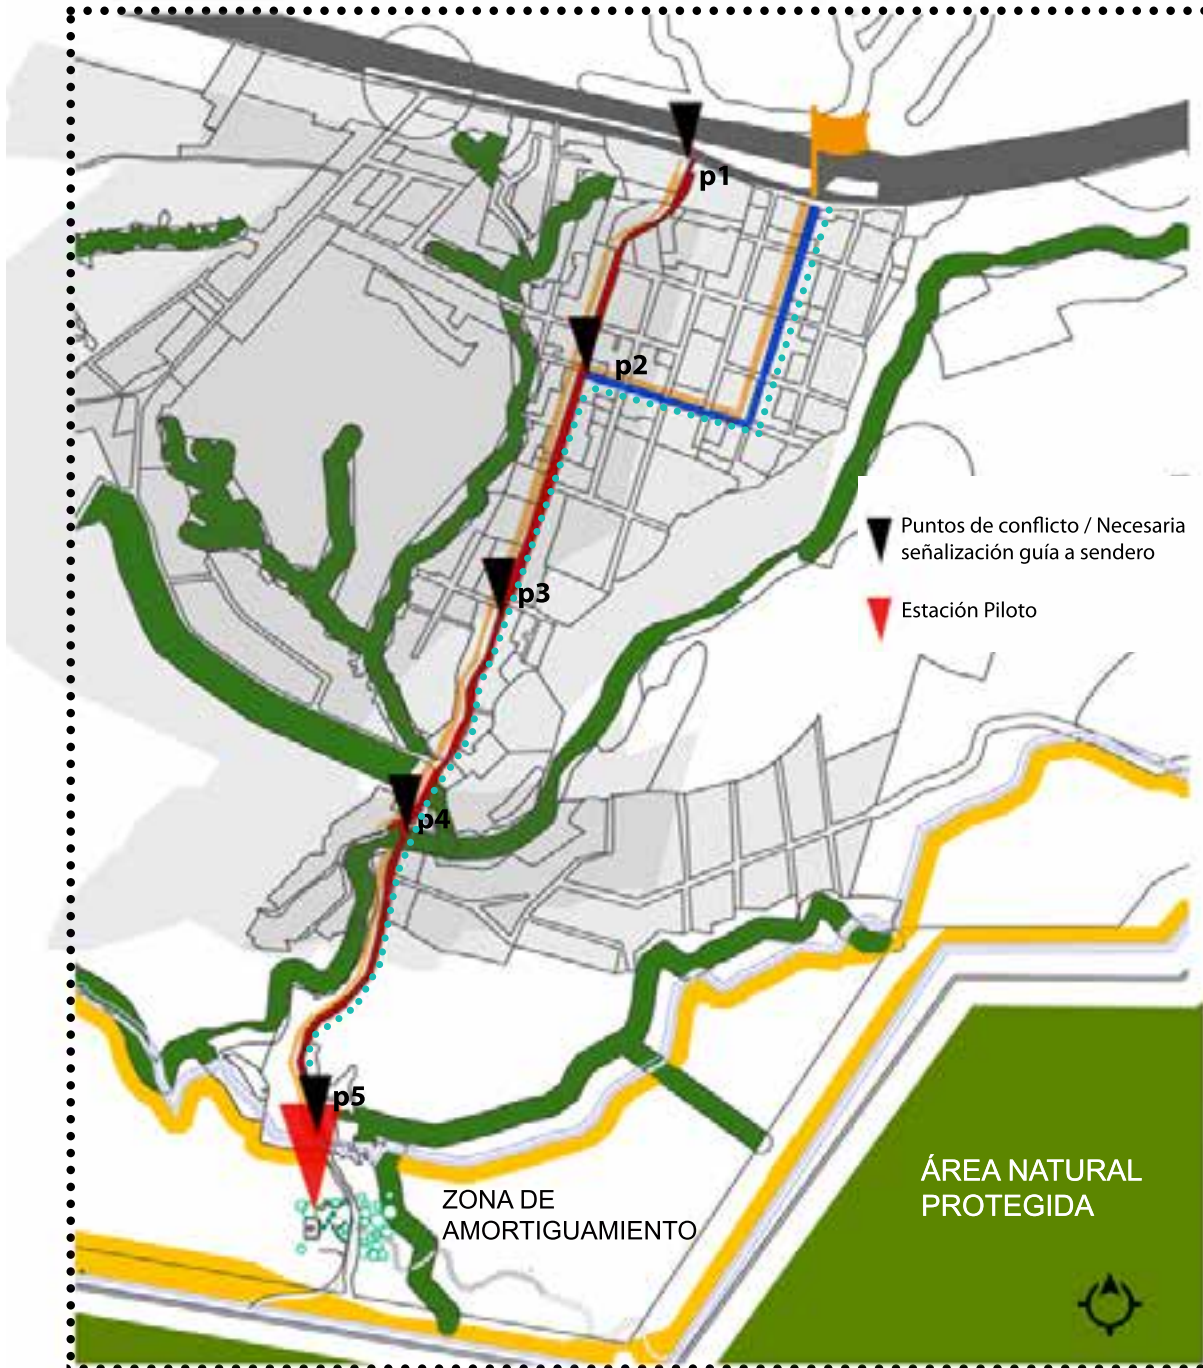 p1
p2
Puntos de conflicto / Necesaria
señalización guía a sendero
p3
Estación Piloto
p4
p5
ZONA DE
AMORTIGUAMIENTO
ÁREA NATURAL
PROTEGIDA